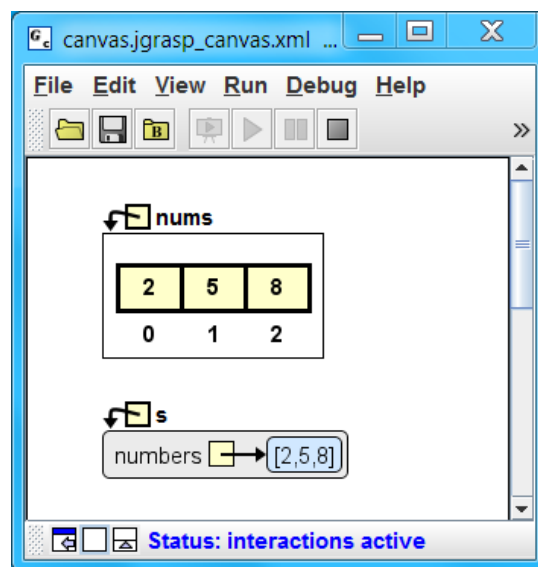 Gc canvas.jgrasp_canvas.xml ...
File Edit View Run Debug Help
B »
nums
2 5 8
0 1 2
s
numbers [2,5,8]
Status: interactions active